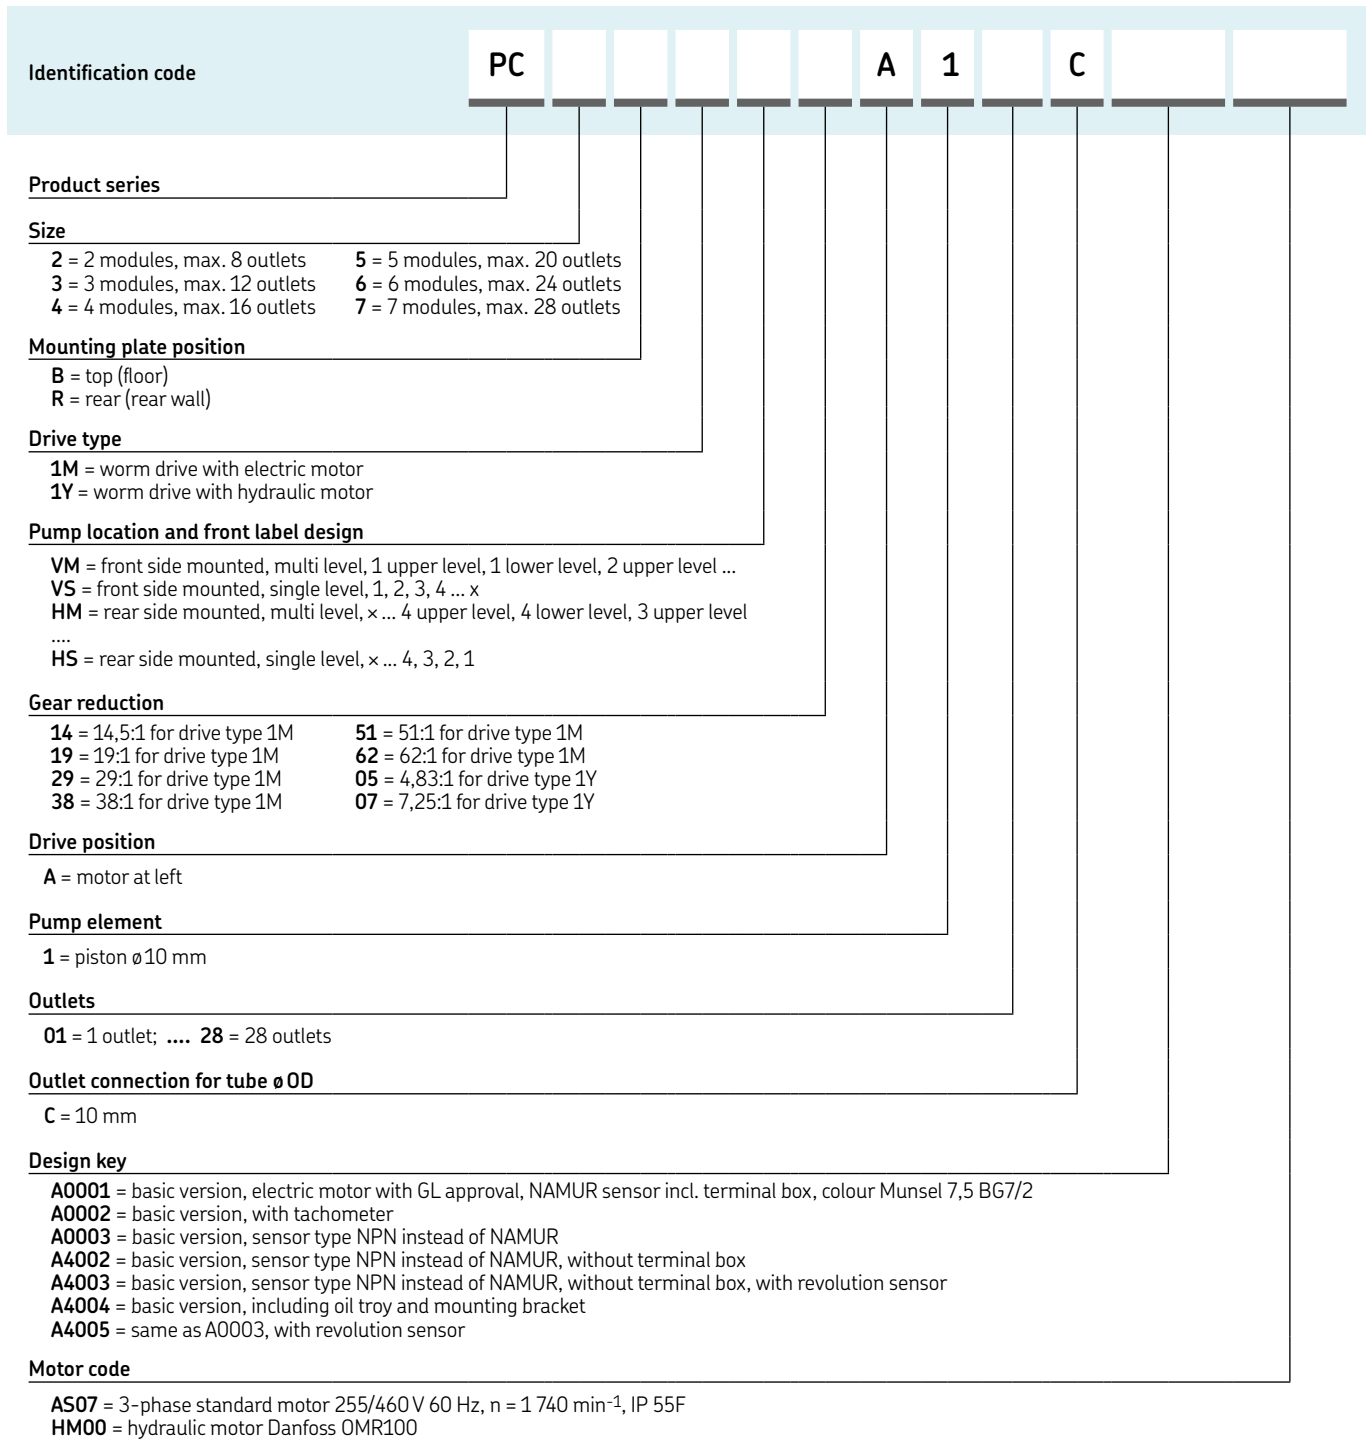 Identification code PC A 1 C
Product series
Size
2 = 2 modules, max. 8 outlets 5 = 5 modules, max. 20 outlets
3 = 3 modules, max. 12 outlets 6 = 6 modules, max. 24 outlets
4 = 4 modules, max. 16 outlets 7 = 7 modules, max. 28 outlets
Mounting plate position
B = top (floor)
R = rear (rear wall)
Drive type
1M = worm drive with electric motor
1Y = worm drive with hydraulic motor
Pump location and front label design
VM = front side mounted, multi level, 1 upper level, 1 lower level, 2 upper level ...
VS = front side mounted, single level, 1, 2, 3, 4 ... x
HM = rear side mounted, multi level, × ... 4 upper level, 4 lower level, 3 upper level
....
HS = rear side mounted, single level, × ... 4, 3, 2, 1
Gear reduction
14 = 14,5:1 for drive type 1M 51 = 51:1 for drive type 1M
19 = 19:1 for drive type 1M 62 = 62:1 for drive type 1M
29 = 29:1 for drive type 1M 05 = 4,83:1 for drive type 1Y
38 = 38:1 for drive type 1M 07 = 7,25:1 for drive type 1Y
Drive position
A = motor at left
Pump element
1 = piston ø 10 mm
Outlets
01 = 1 outlet; .... 28 = 28 outlets
Outlet connection for tube ø OD
C = 10 mm
Design key
A0001 = basic version, electric motor with GL approval, NAMUR sensor incl. terminal box, colour Munsel 7,5 BG7/2
A0002 = basic version, with tachometer
A0003 = basic version, sensor type NPN instead of NAMUR
A4002 = basic version, sensor type NPN instead of NAMUR, without terminal box
A4003 = basic version, sensor type NPN instead of NAMUR, without terminal box, with revolution sensor
A4004 = basic version, including oil troy and mounting bracket
A4005 = same as A0003, with revolution sensor
Motor code
AS07 = 3-phase standard motor 255/460 V 60 Hz, n = 1 740 min⁻¹, IP 55F
HM00 = hydraulic motor Danfoss OMR100